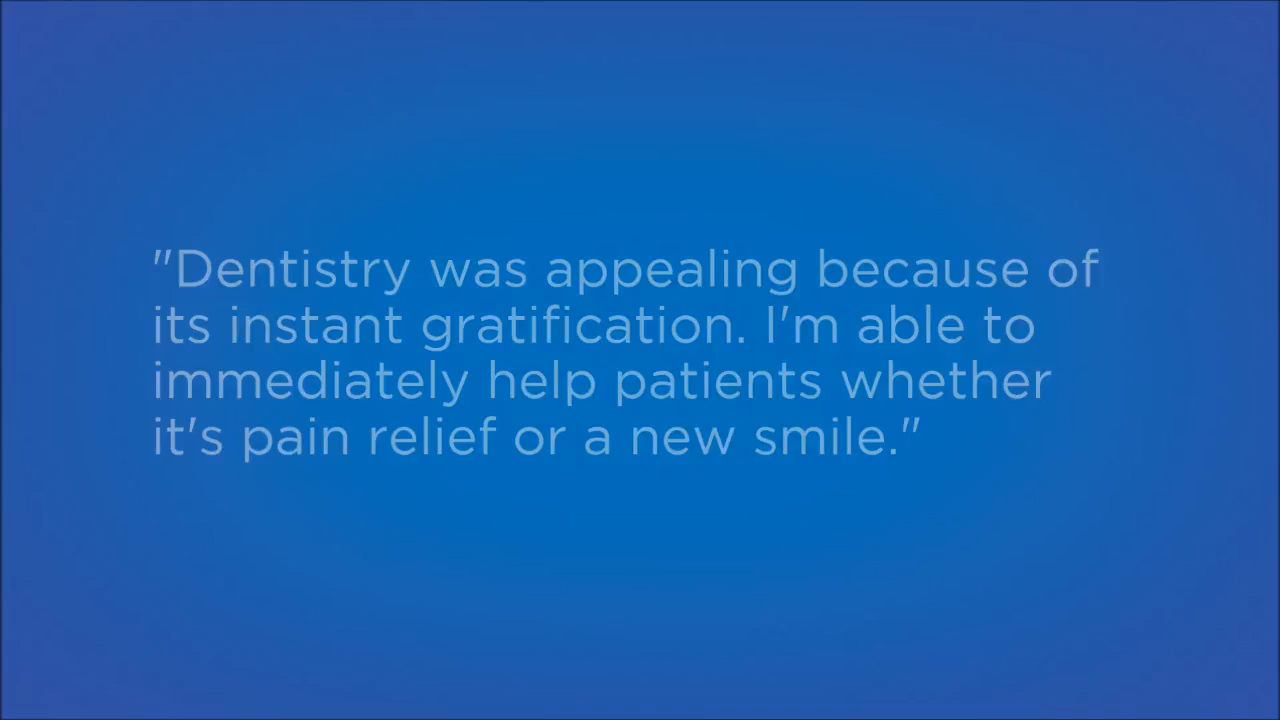 "Dentistry was appealing because of
its instant gratification. I'm able to
immediately help patients whether
it's pain relief or a new smile."